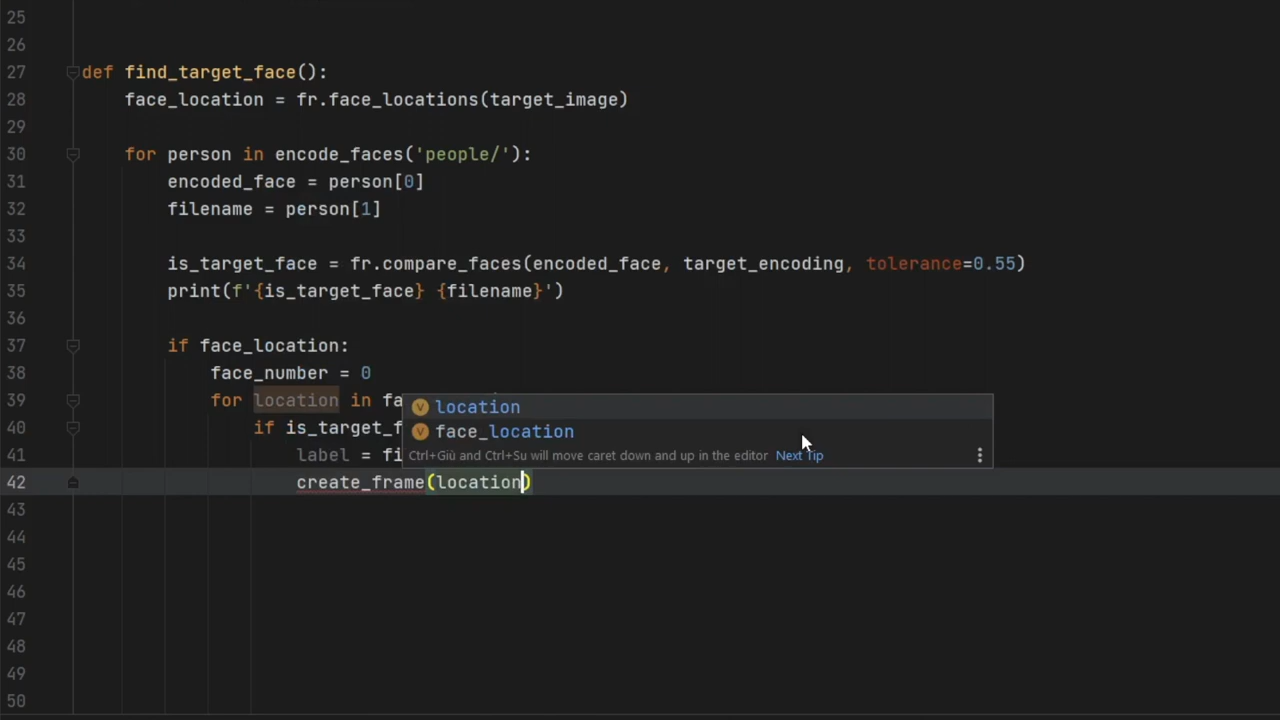 25
26
27 def find_target_face():
28 face_location = fr.face_locations(target_image)
29
30 for person in encode_faces('people/'):
31 encoded_face = person[0]
32 filename = person[1]
33
34 is_target_face = fr.compare_faces(encoded_face, target_encoding, tolerance=0.55)
35 print(f'{is_target_face} {filename}')
36
37 if face_location:
38 face_number = 0
39 for location in fa
location
40 if is_target_f
face_location
41 label = fi
Ctrl+Giù and Ctrl+Su will move caret down and up in the editor Next Tip
42 create_frame(location)
43
44
45
46
47
48
49
50